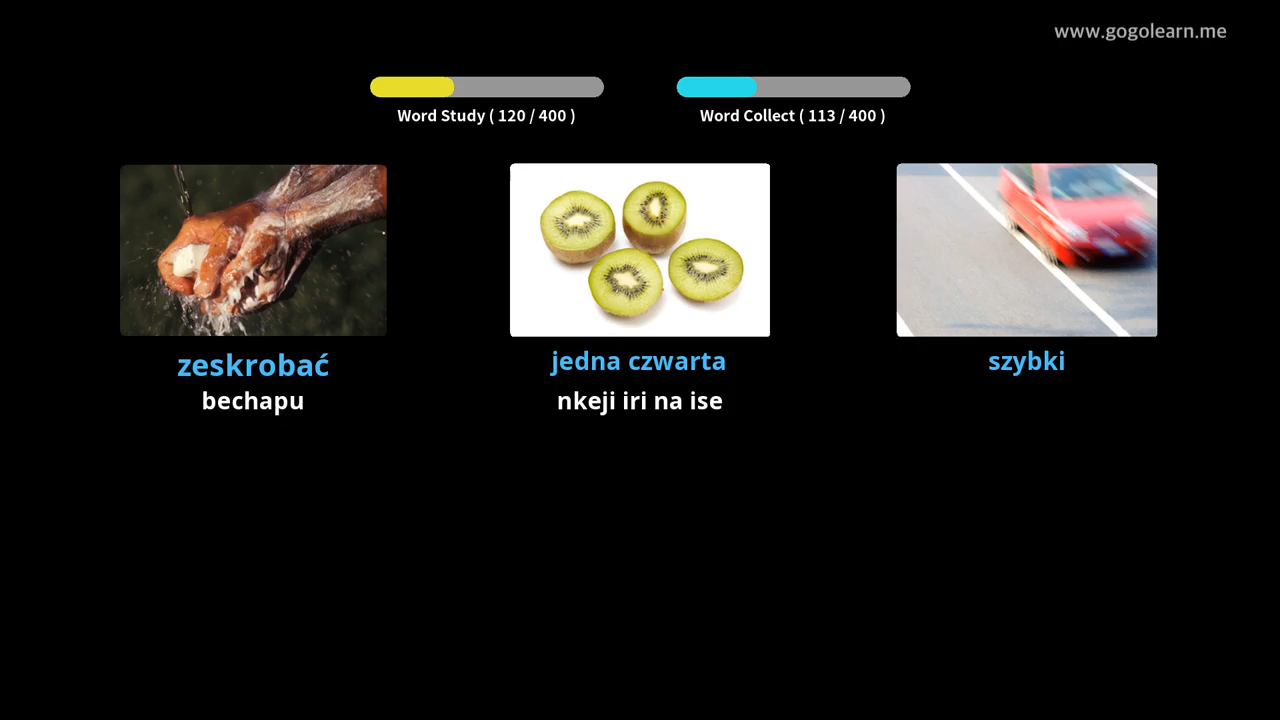 www.gogolearn.me
Word Study ( 120 / 400 )
Word Collect ( 113 / 400 )
zeskrobać
bechapu
jedna czwarta
nkeji iri na ise
szybki